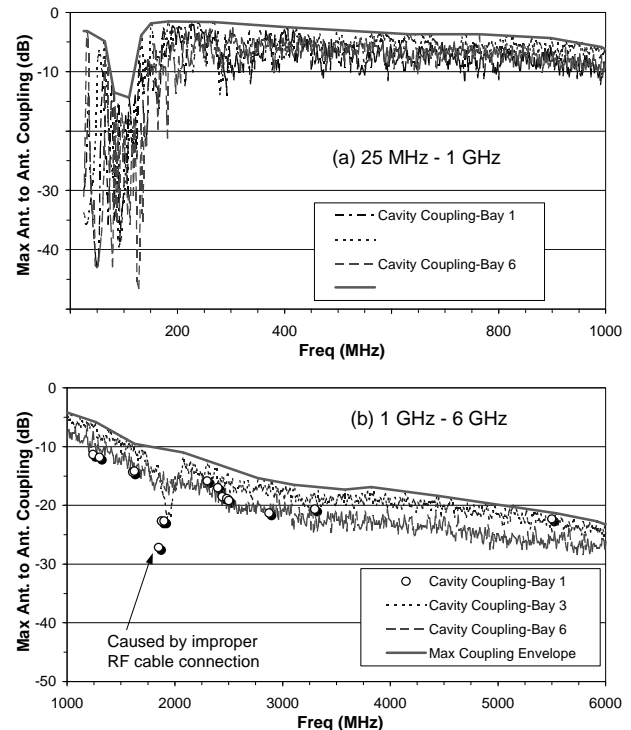 Max Ant. to Ant. Coupling (dB)
0
-10
-20
-30
-40
(a) 25 MHz - 1 GHz
Cavity Coupling-Bay 1
Cavity Coupling-Bay 6
200
400
600
800
1000
Freq (MHz)
Max Ant. to Ant. Coupling (dB)
0
-10
-20
-30
-40
-50
(b) 1 GHz - 6 GHz
Caused by improper
RF cable connection
Cavity Coupling-Bay 1
Cavity Coupling-Bay 3
Cavity Coupling-Bay 6
Max Coupling Envelope
1000
2000
3000
4000
5000
6000
Freq (MHz)